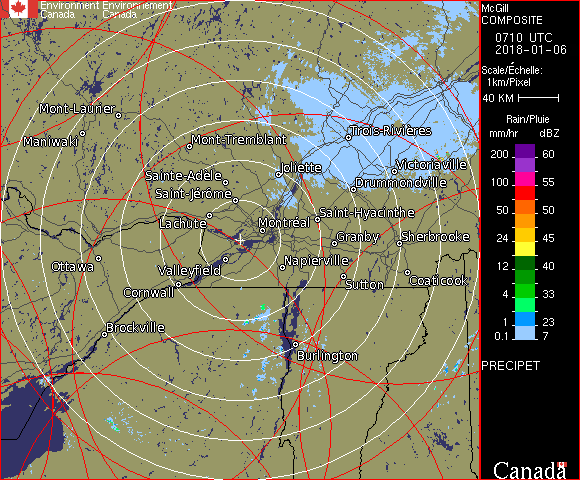 Environment Environnement
Canada Canada
McGill
COMPOSITE
0710 UTC
2018-01-06
Scale/Échelle:
1km/Pixel
40 KM
Rain/Pluie
mm/hr dBZ
200 60
100 55
50 50
24 45
12 40
4 33
1 23
0.1 7
PRECIPET
Canada
Mont-Laurier
Maniwaki
Mont-Tremblant
Trois-Rivières
Joliette
Victoriaville
Sainte-Adèle
Drummondville
Saint-Jérôme
Lachute
Saint-Hyacinthe
Montréal
Granby
Sherbrooke
Ottawa
Valleyfield
Napierville
Sutton
Coaticook
Cornwall
Brockville
Burlington